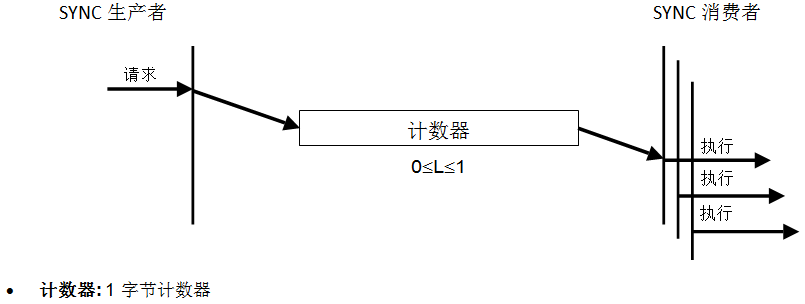 SYNC 生产者
SYNC 消费者
请求
计数器
0≤L≤1
执行
执行
执行
• 计数器: 1 字节计数器